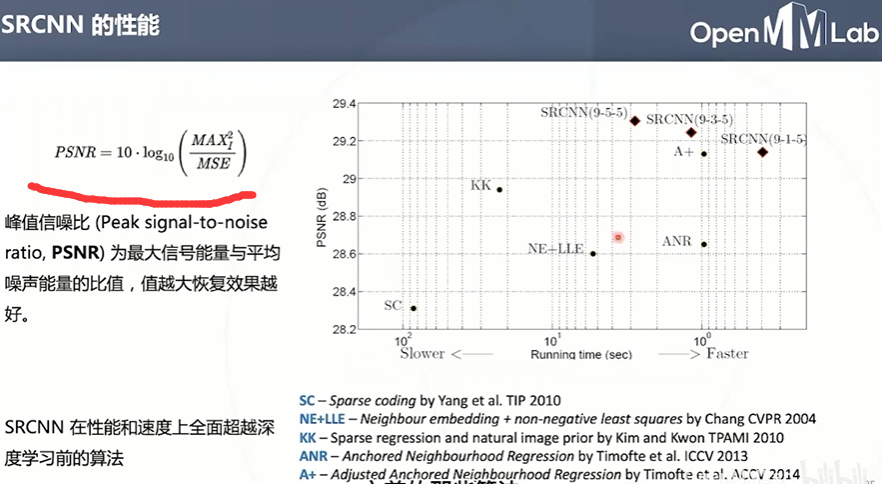 SRCNN 的性能
OpenMMLab
PSNR = 10 · log10 ( MAX_I^2 / MSE )
峰值信噪比 (Peak signal-to-noise
ratio, PSNR) 为最大信号能量与平均
噪声能量的比值，值越大恢复效果越
好。
SRCNN 在性能和速度上全面超越深
度学习前的算法
PSNR (dB)
29.4
29.2
29
28.8
28.6
28.4
28.2
SRCNN(9-5-5)
SRCNN(9-3-5)
SRCNN(9-1-5)
A+
KK
ANR
NE+LLE
SC
10^2
10^1
10^0
Slower <——
Running time (sec)
——> Faster
SC – Sparse coding by Yang et al. TIP 2010
NE+LLE – Neighbour embedding + non-negative least squares by Chang CVPR 2004
KK – Sparse regression and natural image prior by Kim and Kwon TPAMI 2010
ANR – Anchored Neighbourhood Regression by Timofte et al. ICCV 2013
A+ – Adjusted Anchored Neighbourhood Regression by Timofte et al. ACCV 2014
bilibili